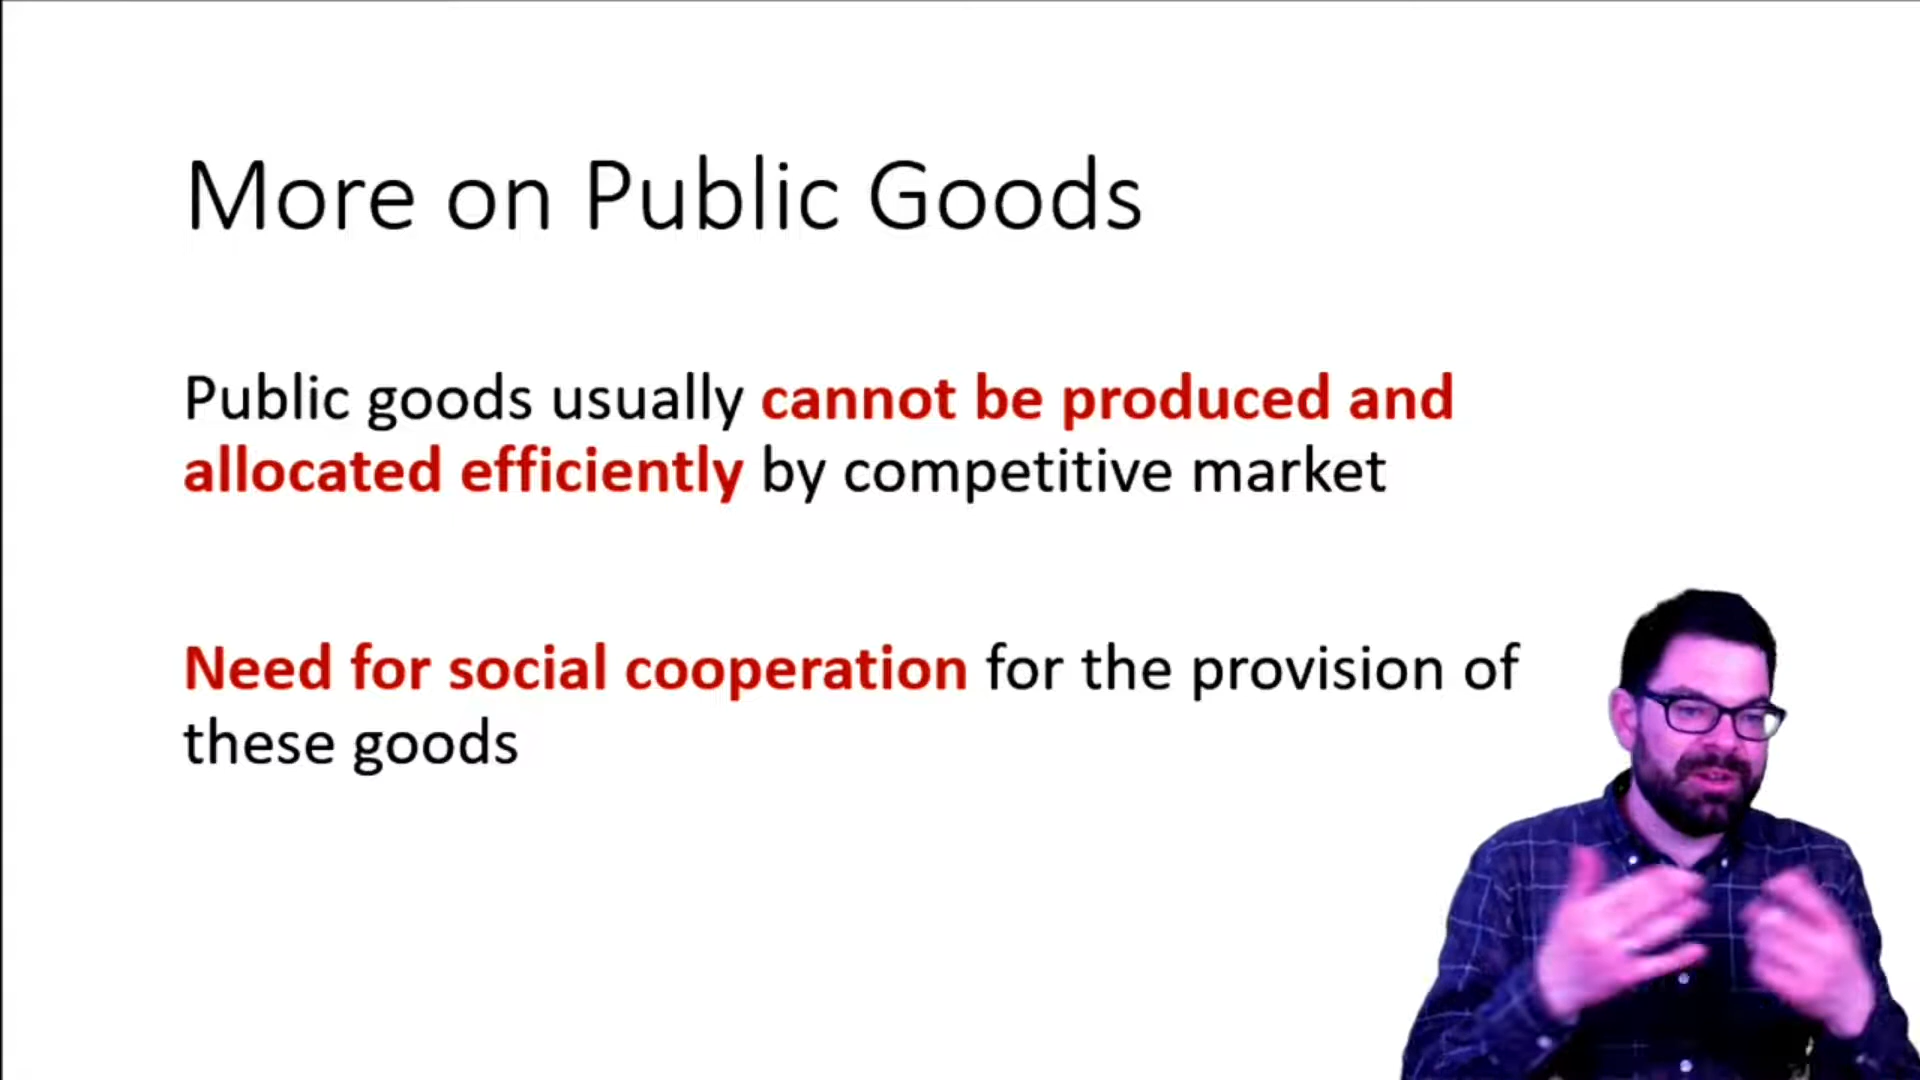 More on Public Goods
Public goods usually cannot be produced and
allocated efficiently by competitive market
Need for social cooperation for the provision of
these goods